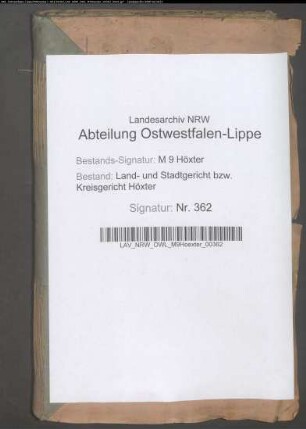 Landesarchiv NRW
Abteilung Ostwestfalen-Lippe
Bestands-Signatur: M 9 Höxter
Bestand: Land- und Stadtgericht bzw.
Kreisgericht Höxter
Signatur: Nr. 362
LAV_NRW_OWL_M9Hoexter_00362